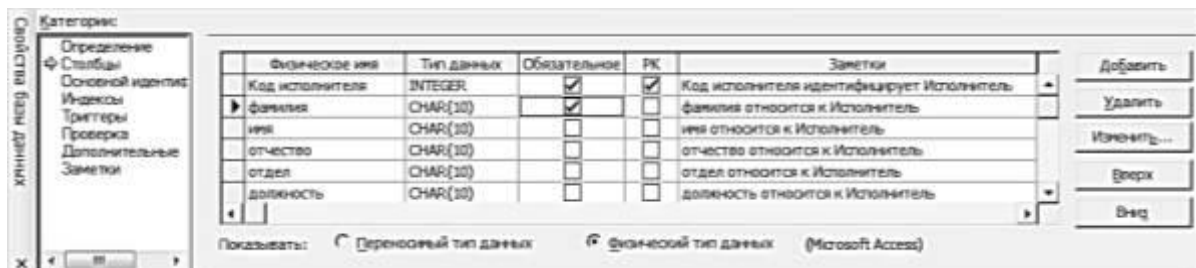 Свойства базы данных
Категории:
Определение
Столбцы
Основной идентиф
Индексы
Триггеры
Проверка
Дополнительные
Заметки
Физическое имя Тип данных Обязательное PK Заметки
Код исполнителя INTEGER Код исполнителя идентифицирует Исполнитель
фамилия CHAR(10) фамилия относится к Исполнитель
имя CHAR(10) имя относится к Исполнитель
отчество CHAR(10) отчество относится к Исполнитель
отдел CHAR(10) отдел относится к Исполнитель
должность CHAR(10) должность относится к Исполнитель
Показывать: Переносимый тип данных Физический тип данных (Microsoft Access)
Добавить
Удалить
Изменить...
Вверх
Вниз